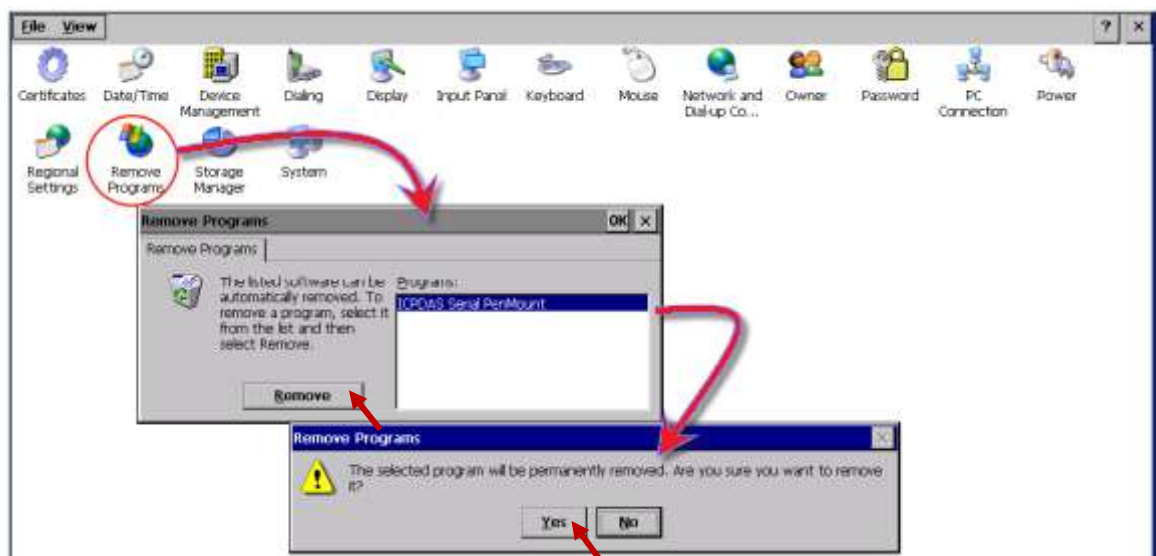 File View ? ×
Certificates Date/Time Device Management Dialing Display Input Panel Keyboard Mouse Network and Dial-up Co... Owner Password PC Connection Power
Regional Settings Remove Programs Storage Manager System
Remove Programs OK ×
Remove Programs
The listed software can be
automatically removed. To
remove a program, select it
from the list and then
select Remove.
Programs:
ICPDAS Serial PenMount
Remove
Remove Programs ×
The selected program will be permanently removed. Are you sure you want to remove
it?
Yes No